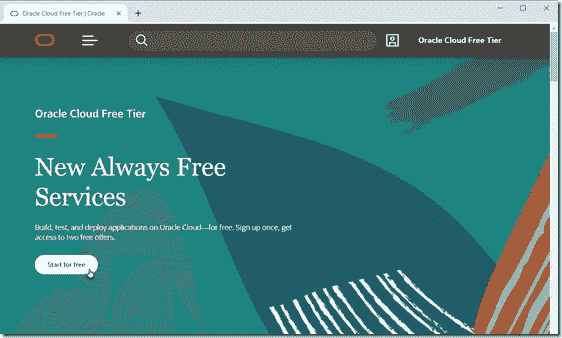 Oracle Cloud Free Tier | Oracle
Oracle Cloud Free Tier
Oracle Cloud Free Tier
New Always Free
Services
Build, test, and deploy applications on Oracle Cloud—for free. Sign up once, get
access to two free offers.
Start for free